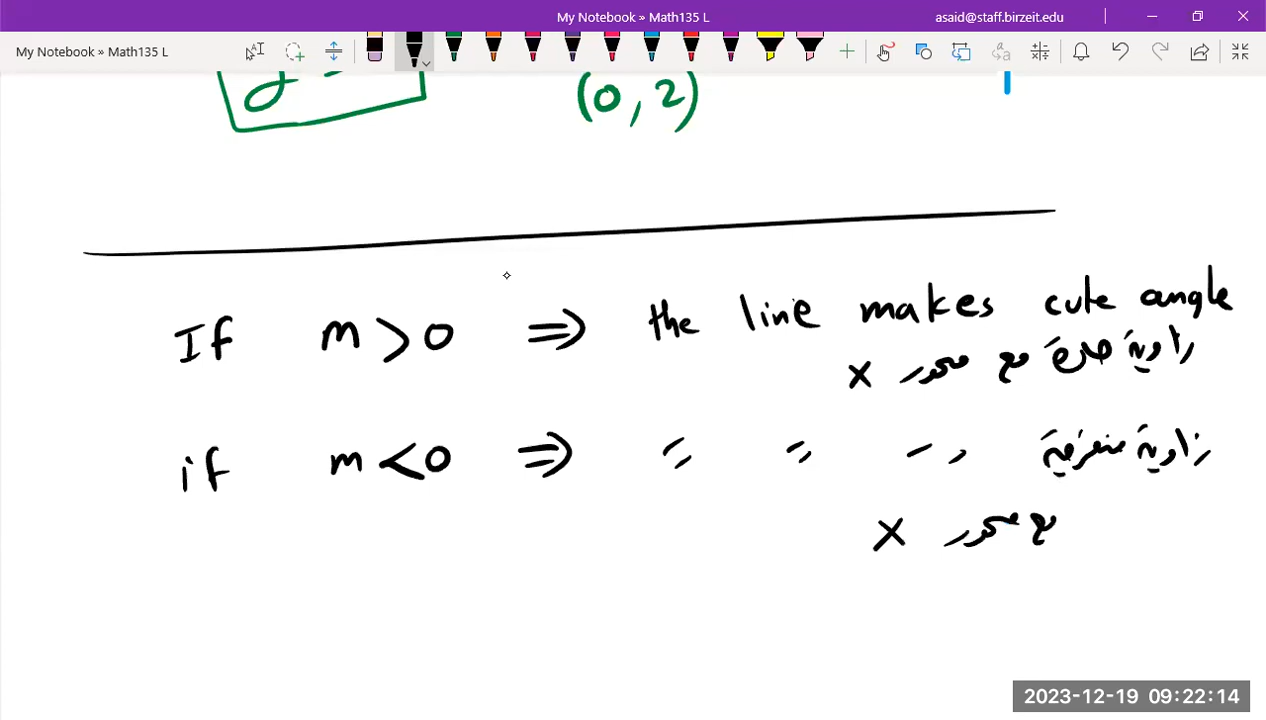 My Notebook » Math135 L
asaid@staff.birzeit.edu
My Notebook » Math135 L
(0, 2)
If m > 0 ⇒ the line makes cute angle
زاوية حادة مع محور X
if m < 0 ⇒ " " " زاوية منفرجة
مع محور X
2023-12-19 09:22:14